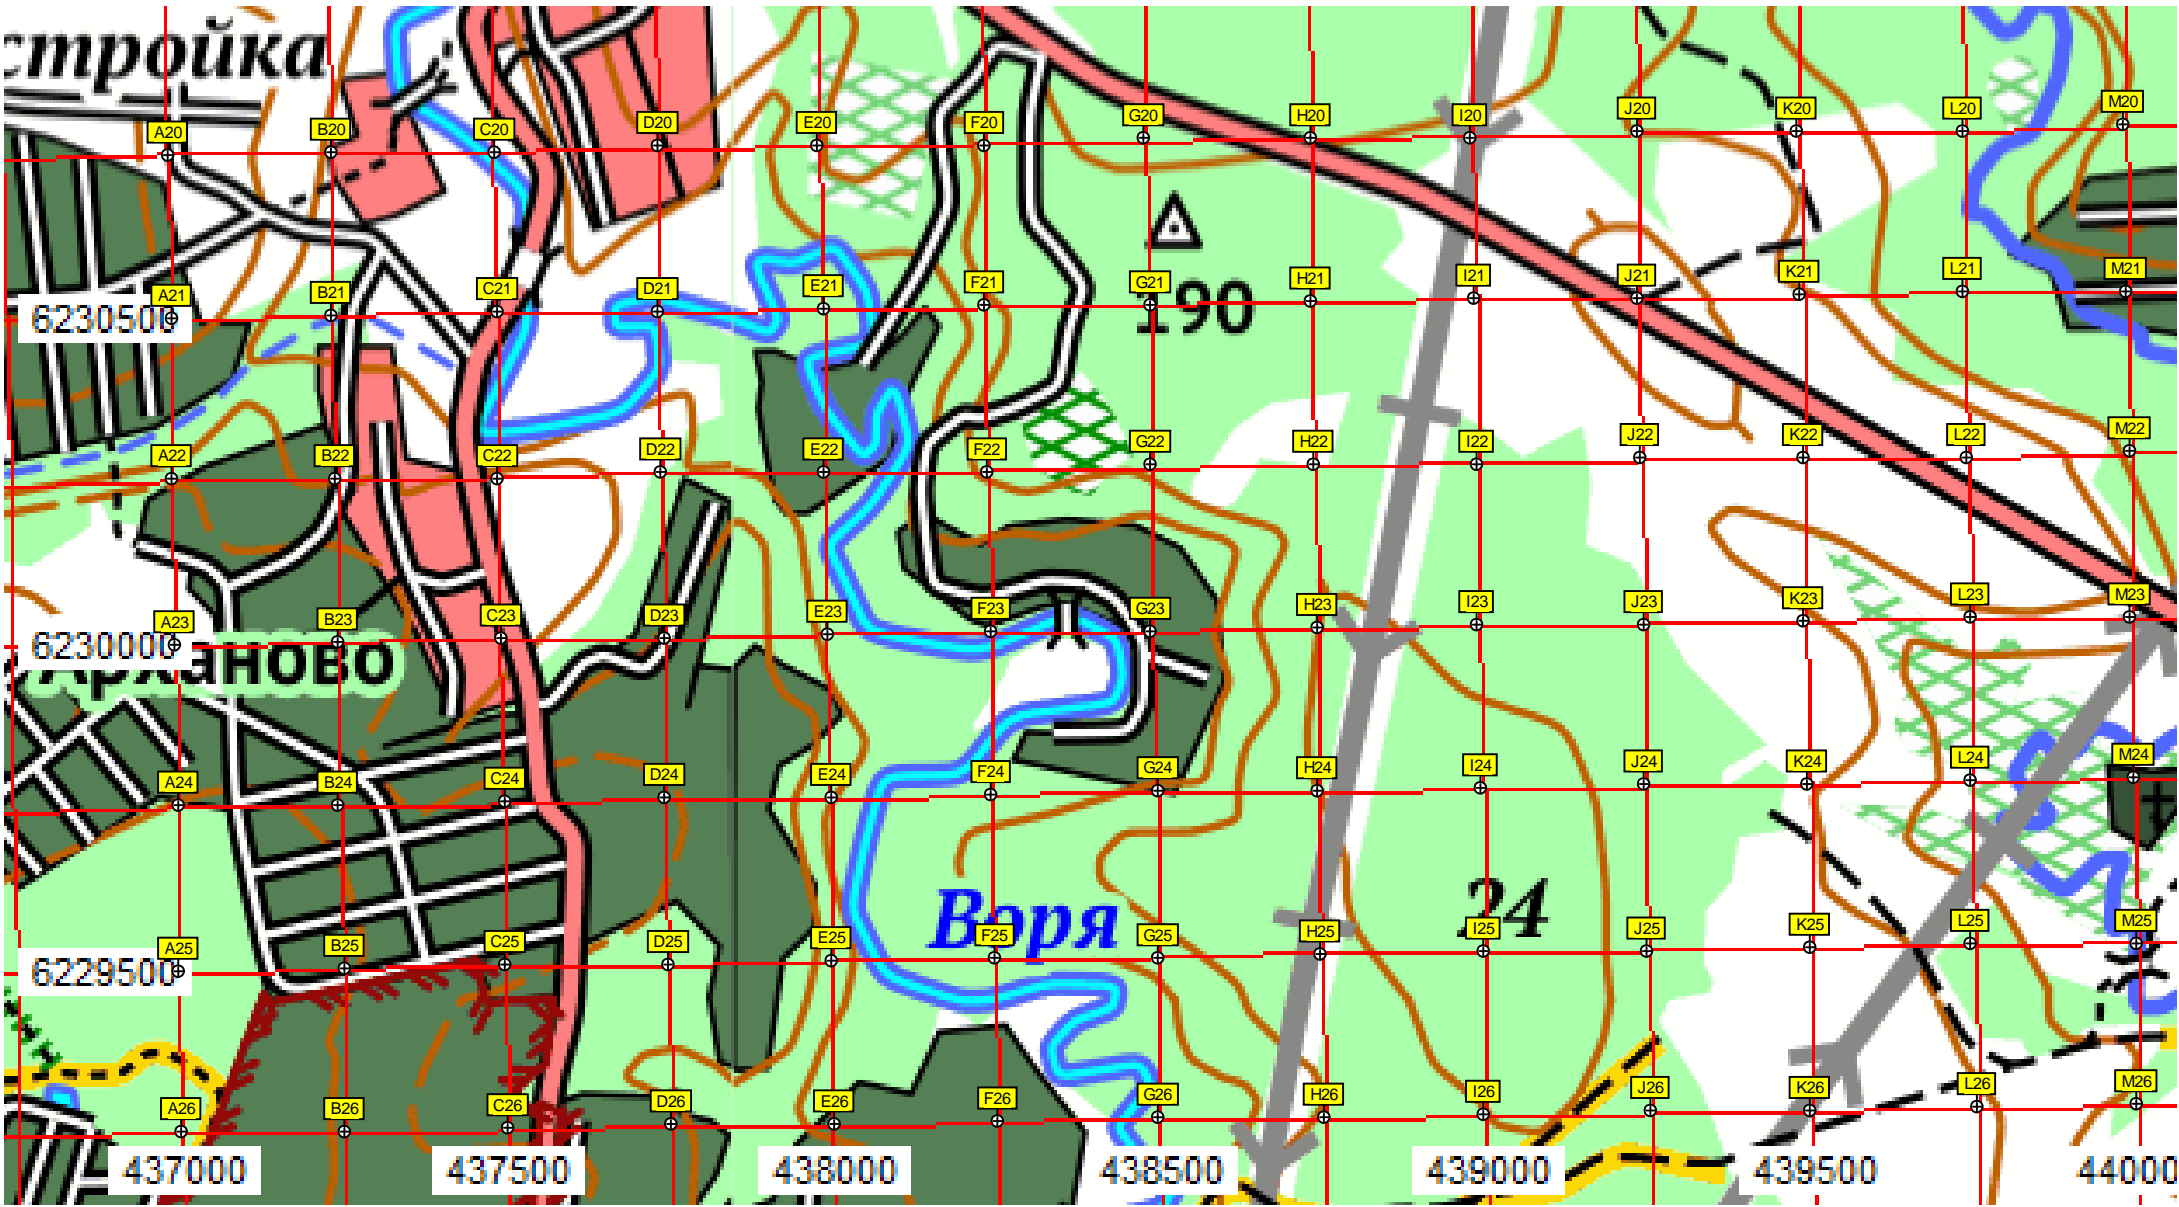 стройка
A20 B20 C20 D20 E20 F20 G20 H20 I20 J20 K20 L20 M20
A21 B21 C21 D21 E21 F21 G21 H21 I21 J21 K21 L21 M21
6230500
190
A22 B22 C22 D22 E22 F22 G22 H22 I22 J22 K22 L22 M22
A23 B23 C23 D23 E23 F23 G23 H23 I23 J23 K23 L23 M23
6230000
Арханово
A24 B24 C24 D24 E24 F24 G24 H24 I24 J24 K24 L24 M24
Воря
24
A25 B25 C25 D25 E25 F25 G25 H25 I25 J25 K25 L25 M25
6229500
A26 B26 C26 D26 E26 F26 G26 H26 I26 J26 K26 L26 M26
437000 437500 438000 438500 439000 439500 44000